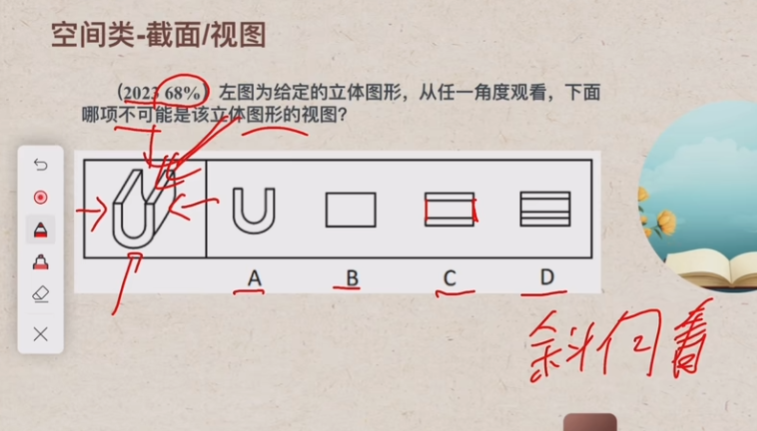 空间类-截面/视图
（2023 68%）左图为给定的立体图形，从任一角度观看，下面
哪项不可能是该立体图形的视图？
A B C D
斜向看